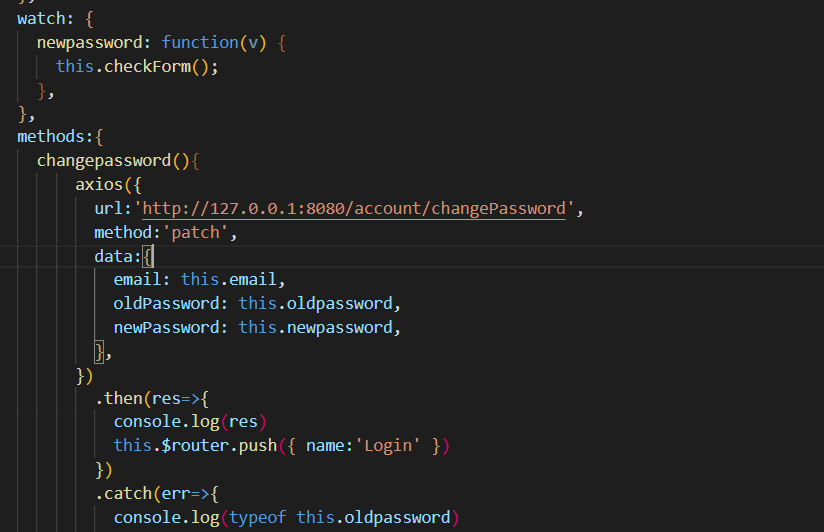 watch: {
newpassword: function(v) {
this.checkForm();
},
},
methods:{
changepassword(){
axios({
url:'http://127.0.0.1:8080/account/changePassword',
method:'patch',
data:{
email: this.email,
oldPassword: this.oldpassword,
newPassword: this.newpassword,
},
})
.then(res=>{
console.log(res)
this.$router.push({ name:'Login' })
})
.catch(err=>{
console.log(typeof this.oldpassword)